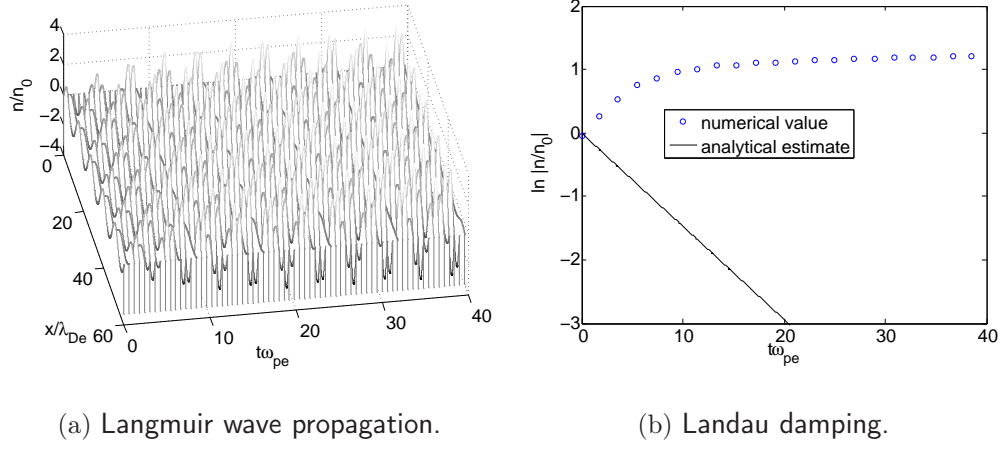 4
2
0
−2
−4
n/n0
0
20
40
60
x/λDe
0
10
20
30
40
tωpe
(a) Langmuir wave propagation.
2
1
0
−1
−2
−3
ln |n/n0|
numerical value
analytical estimate
0
10
20
30
40
tωpe
(b) Landau damping.